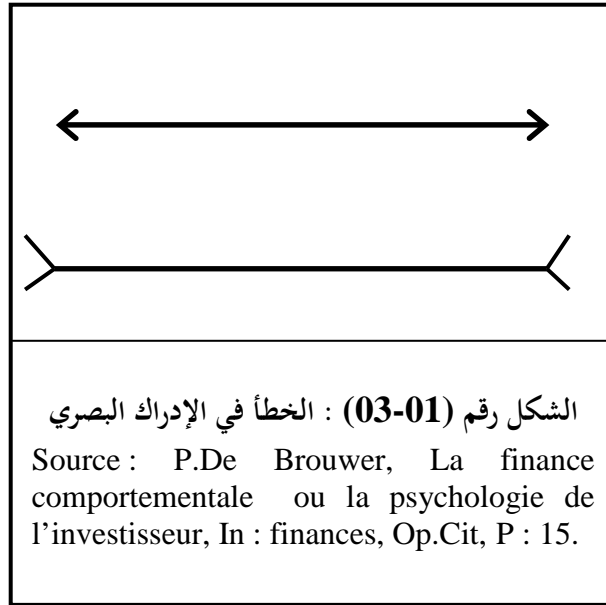 الشكل رقم (01-03) : الخطأ في الإدراك البصري
Source : P.De Brouwer, La finance
comportementale ou la psychologie de
l’investisseur, In : finances, Op.Cit, P : 15.